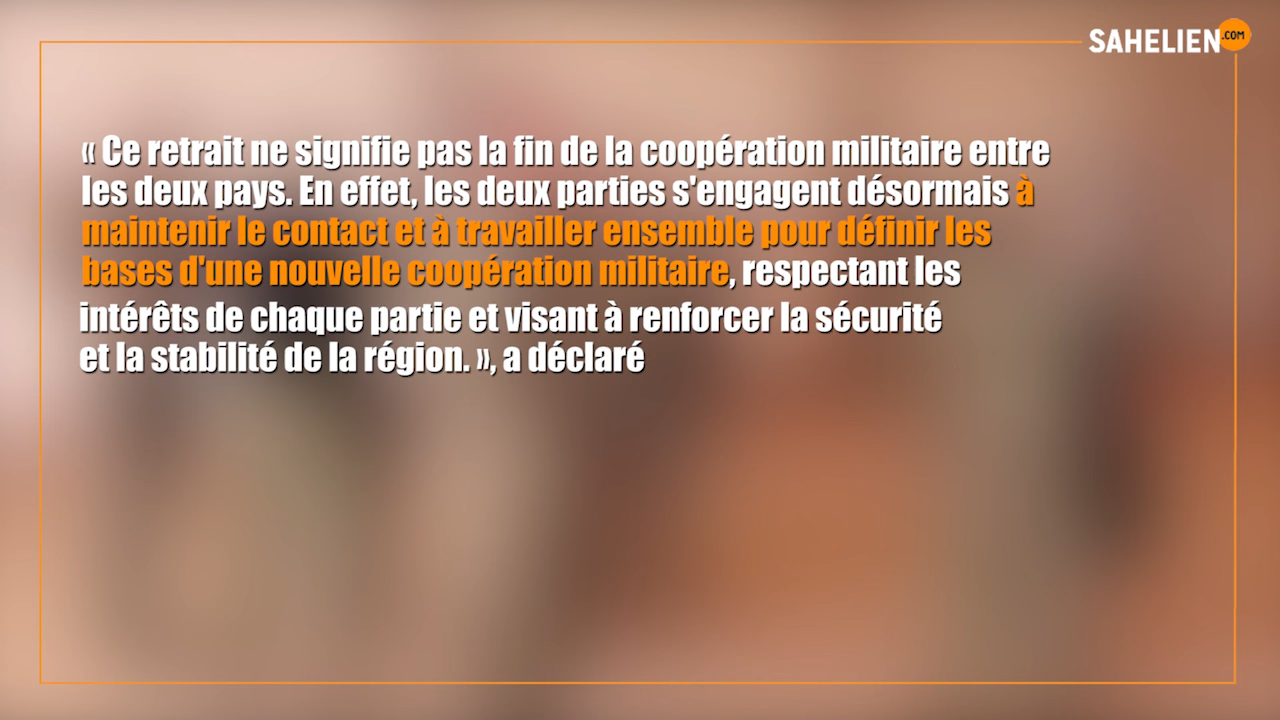 SAHELIEN.COM
« Ce retrait ne signifie pas la fin de la coopération militaire entre
les deux pays. En effet, les deux parties s'engagent désormais à
maintenir le contact et à travailler ensemble pour définir les
bases d'une nouvelle coopération militaire, respectant les
intérêts de chaque partie et visant à renforcer la sécurité
et la stabilité de la région. », a déclaré